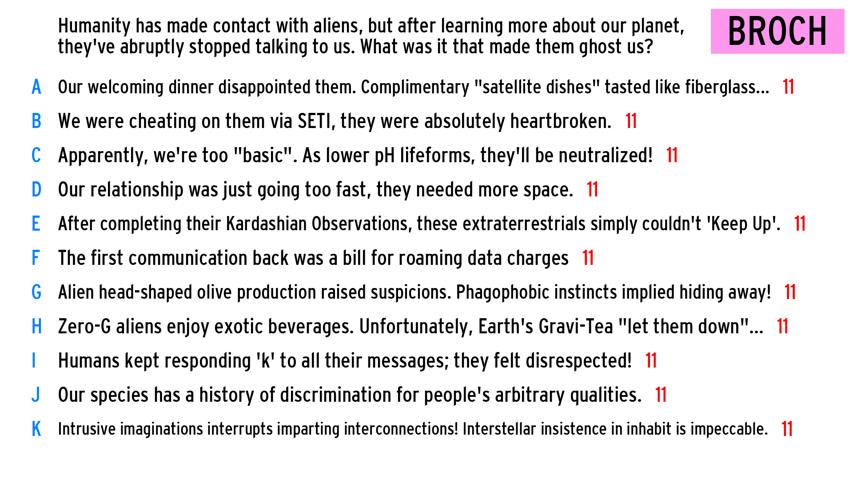 Humanity has made contact with aliens, but after learning more about our planet,
they've abruptly stopped talking to us. What was it that made them ghost us?
BROCH
A Our welcoming dinner disappointed them. Complimentary "satellite dishes" tasted like fiberglass... 11
B We were cheating on them via SETI, they were absolutely heartbroken. 11
C Apparently, we're too "basic". As lower pH lifeforms, they'll be neutralized! 11
D Our relationship was just going too fast, they needed more space. 11
E After completing their Kardashian Observations, these extraterrestrials simply couldn't 'Keep Up'. 11
F The first communication back was a bill for roaming data charges 11
G Alien head-shaped olive production raised suspicions. Phagophobic instincts implied hiding away! 11
H Zero-G aliens enjoy exotic beverages. Unfortunately, Earth's Gravi-Tea "let them down"... 11
I Humans kept responding 'k' to all their messages; they felt disrespected! 11
J Our species has a history of discrimination for people's arbitrary qualities. 11
K Intrusive imaginations interrupts imparting interconnections! Interstellar insistence in inhabit is impeccable. 11